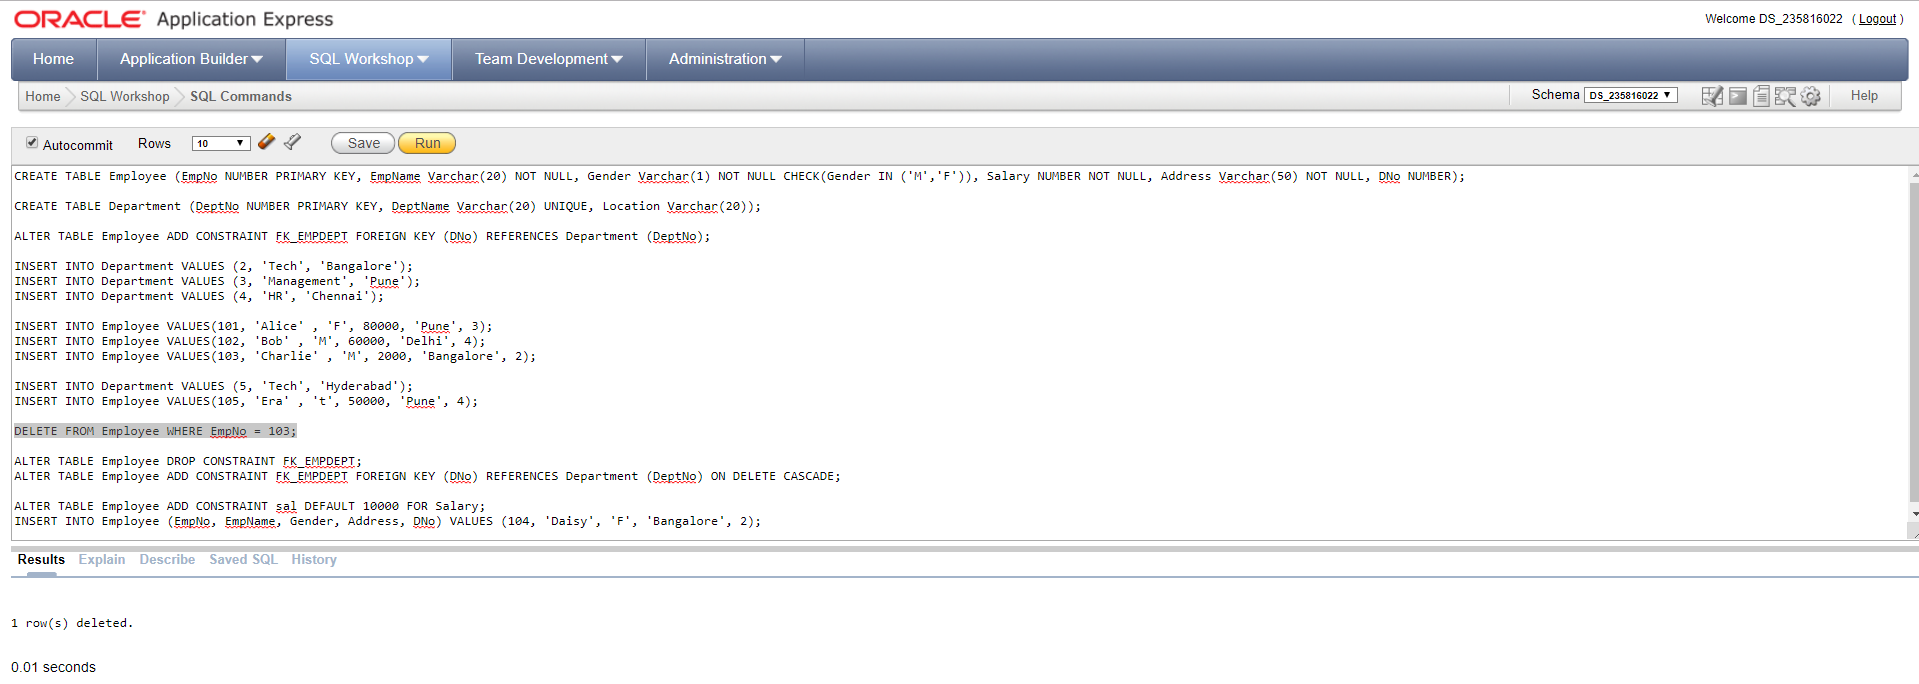 ORACLE Application Express
Welcome DS_235816022 ( Logout )
Home Application Builder SQL Workshop Team Development Administration
Home SQL Workshop SQL Commands Schema DS_235816022 Help
Autocommit Rows 10 Save Run
CREATE TABLE Employee (EmpNo NUMBER PRIMARY KEY, EmpName Varchar(20) NOT NULL, Gender Varchar(1) NOT NULL CHECK(Gender IN ('M','F')), Salary NUMBER NOT NULL, Address Varchar(50) NOT NULL, DNo NUMBER);
CREATE TABLE Department (DeptNo NUMBER PRIMARY KEY, DeptName Varchar(20) UNIQUE, Location Varchar(20));
ALTER TABLE Employee ADD CONSTRAINT FK_EMPDEPT FOREIGN KEY (DNo) REFERENCES Department (DeptNo);
INSERT INTO Department VALUES (2, 'Tech', 'Bangalore');
INSERT INTO Department VALUES (3, 'Management', 'Pune');
INSERT INTO Department VALUES (4, 'HR', 'Chennai');
INSERT INTO Employee VALUES(101, 'Alice' , 'F', 80000, 'Pune', 3);
INSERT INTO Employee VALUES(102, 'Bob' , 'M', 60000, 'Delhi', 4);
INSERT INTO Employee VALUES(103, 'Charlie' , 'M', 2000, 'Bangalore', 2);
INSERT INTO Department VALUES (5, 'Tech', 'Hyderabad');
INSERT INTO Employee VALUES(105, 'Era' , 't', 50000, 'Pune', 4);
DELETE FROM Employee WHERE EmpNo = 103;
ALTER TABLE Employee DROP CONSTRAINT FK_EMPDEPT;
ALTER TABLE Employee ADD CONSTRAINT FK_EMPDEPT FOREIGN KEY (DNo) REFERENCES Department (DeptNo) ON DELETE CASCADE;
ALTER TABLE Employee ADD CONSTRAINT sal DEFAULT 10000 FOR Salary;
INSERT INTO Employee (EmpNo, EmpName, Gender, Address, DNo) VALUES (104, 'Daisy', 'F', 'Bangalore', 2);
Results Explain Describe Saved SQL History
1 row(s) deleted.
0.01 seconds